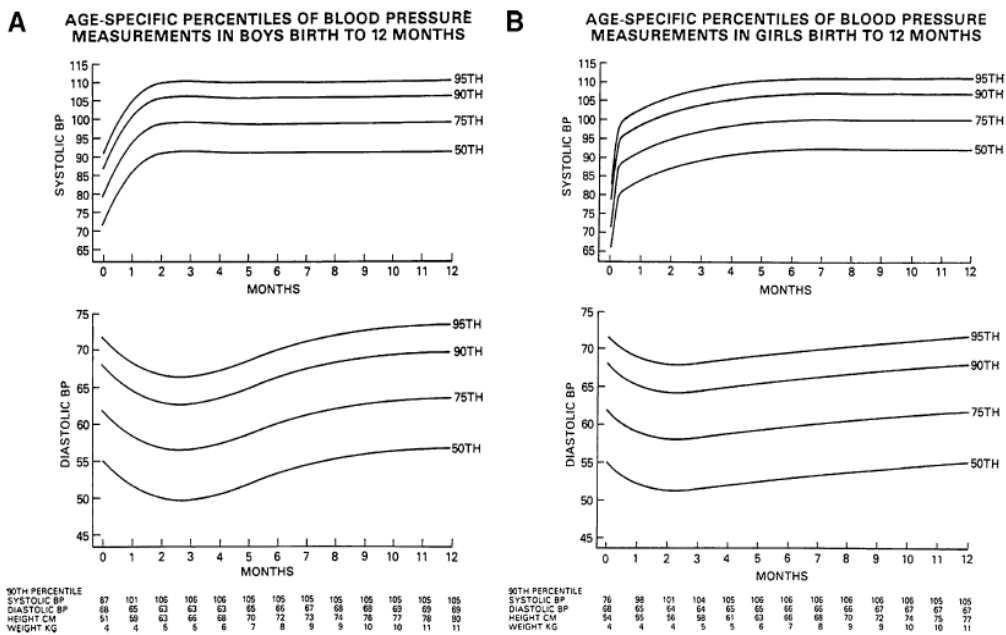 A
AGE-SPECIFIC PERCENTILES OF BLOOD PRESSURE
MEASUREMENTS IN BOYS BIRTH TO 12 MONTHS
SYSTOLIC BP
115
110
105
100
95
90
85
80
75
70
65
95TH
90TH
75TH
50TH
0 1 2 3 4 5 6 7 8 9 10 11 12
MONTHS
DIASTOLIC BP
75
70
65
60
55
50
45
95TH
90TH
75TH
50TH
0 1 2 3 4 5 6 7 8 9 10 11 12
MONTHS
90TH PERCENTILE
SYSTOLIC BP 87 101 106 106 106 105 105 105 105 105 105 105 105
DIASTOLIC BP 68 65 63 63 63 65 66 67 68 68 69 69 69
HEIGHT CM 51 59 63 66 68 70 72 73 74 76 77 78 80
WEIGHT KG 4 4 5 5 6 7 8 9 9 10 10 11 11
B
AGE-SPECIFIC PERCENTILES OF BLOOD PRESSURE
MEASUREMENTS IN GIRLS BIRTH TO 12 MONTHS
SYSTOLIC BP
115
110
105
100
95
90
85
80
75
70
65
95TH
90TH
75TH
50TH
0 1 2 3 4 5 6 7 8 9 10 11 12
MONTHS
DIASTOLIC BP
75
70
65
60
55
50
45
95TH
90TH
75TH
50TH
0 1 2 3 4 5 6 7 8 9 10 11 12
MONTHS
90TH PERCENTILE
SYSTOLIC BP 76 98 101 104 105 106 106 106 106 106 106 105 105
DIASTOLIC BP 68 65 64 64 65 65 66 66 66 67 67 67 67
HEIGHT CM 54 55 56 58 61 63 66 68 70 72 74 75 77
WEIGHT KG 4 4 4 5 5 6 7 8 9 9 10 10 11